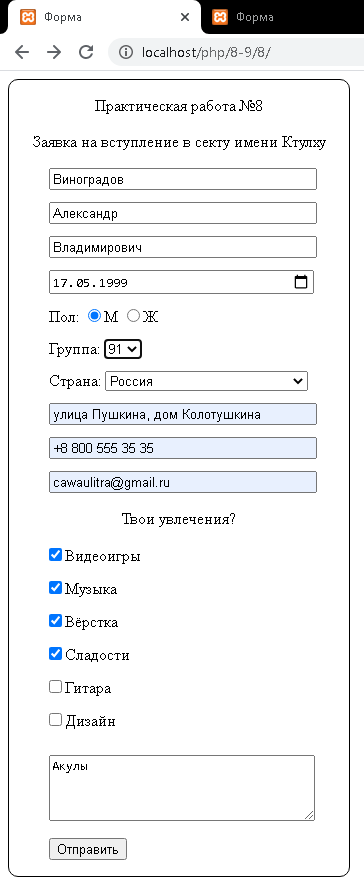 Форма
Форма
localhost/php/8-9/8/
Практическая работа №8
Заявка на вступление в секту имени Ктулху
Виноградов
Александр
Владимирович
17.05.1999
Пол: М Ж
Группа: 91
Страна: Россия
улица Пушкина, дом Колотушкина
+8 800 555 35 35
cawaulitra@gmail.ru
Твои увлечения?
Видеоигры
Музыка
Вёрстка
Сладости
Гитара
Дизайн
Акулы
Отправить